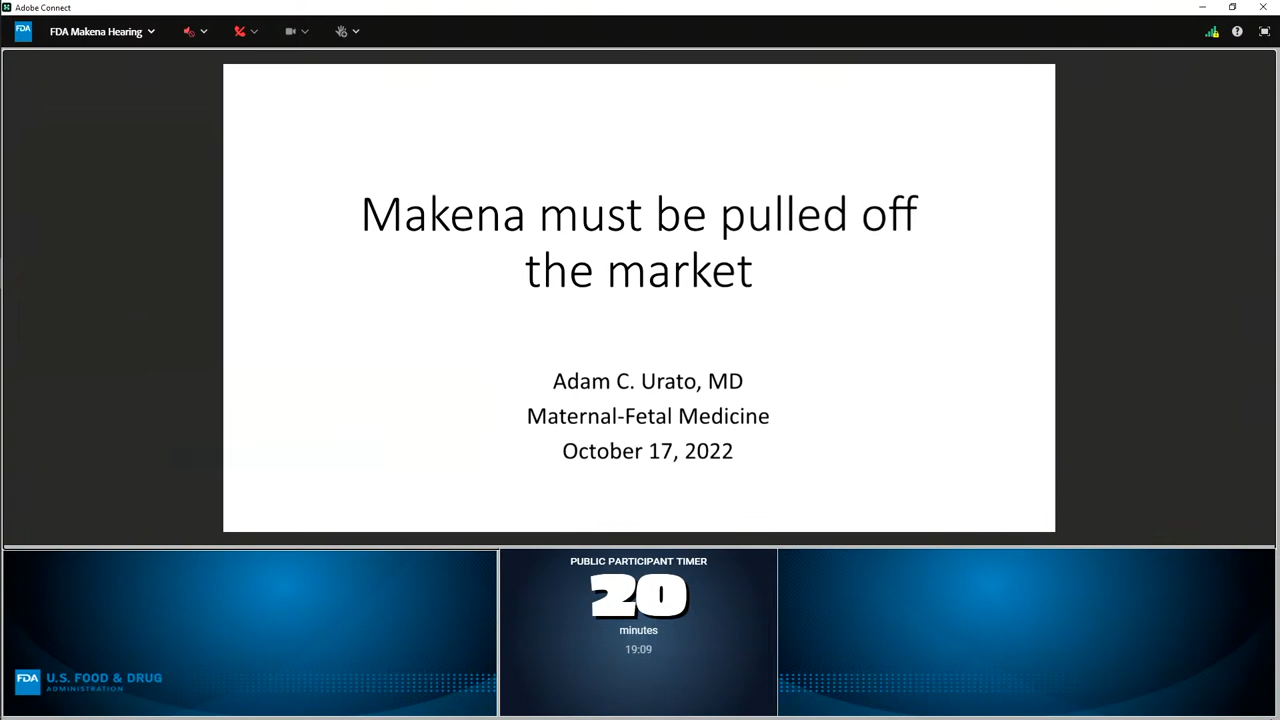 Adobe Connect
FDA
FDA Makena Hearing
Makena must be pulled off
the market
Adam C. Urato, MD
Maternal-Fetal Medicine
October 17, 2022
PUBLIC PARTICIPANT TIMER
20
minutes
19:09
FDA
U.S. FOOD & DRUG
ADMINISTRATION